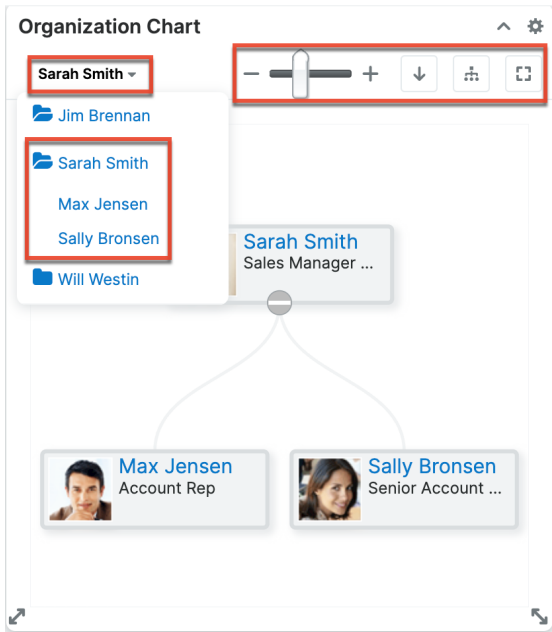 Organization Chart
Sarah Smith
Jim Brennan
Sarah Smith
Max Jensen
Sally Bronsen
Will Westin
Sarah Smith
Sales Manager ...
Max Jensen
Account Rep
Sally Bronsen
Senior Account ...